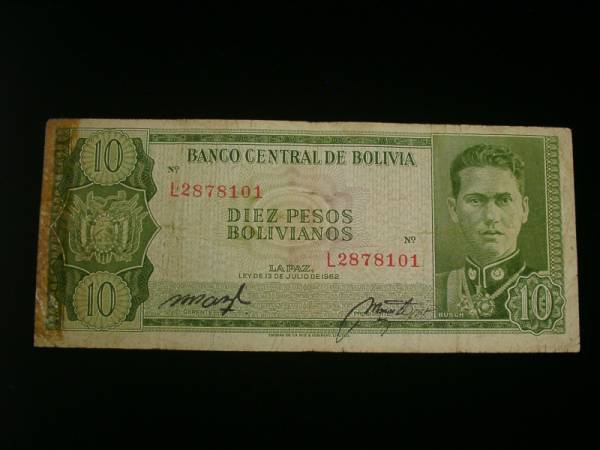 10
BANCO CENTRAL DE BOLIVIA
Nº
L2878101
DIEZ PESOS
BOLIVIANOS
Nº
L2878101
LA PAZ,
LEY DE 13 DE JULIO DE 1962
10
GERENTE
BUSCH
10